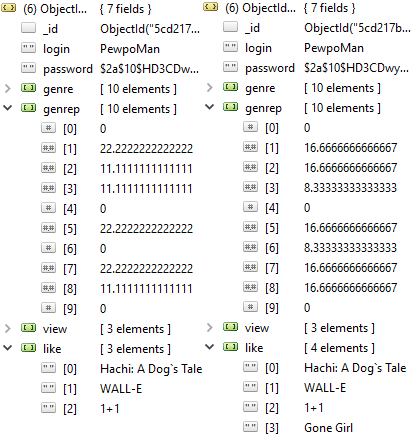 (6) ObjectId... { 7 fields }
_id ObjectId("5cd217...
login PewpoMan
password $2a$10$HD3CDw...
genre [ 10 elements ]
genrep [ 10 elements ]
[0] 0
[1] 22.2222222222222
[2] 11.1111111111111
[3] 11.1111111111111
[4] 0
[5] 22.2222222222222
[6] 0
[7] 22.2222222222222
[8] 11.1111111111111
[9] 0
view [ 3 elements ]
like [ 3 elements ]
[0] Hachi: A Dog`s Tale
[1] WALL-E
[2] 1+1
(6) ObjectId... { 7 fields }
_id ObjectId("5cd217b...
login PewpoMan
password $2a$10$HD3CDwy...
genre [ 10 elements ]
genrep [ 10 elements ]
[0] 0
[1] 16.6666666666667
[2] 16.6666666666667
[3] 8.33333333333333
[4] 0
[5] 16.6666666666667
[6] 8.33333333333333
[7] 16.6666666666667
[8] 16.6666666666667
[9] 0
view [ 3 elements ]
like [ 4 elements ]
[0] Hachi: A Dog`s Tale
[1] WALL-E
[2] 1+1
[3] Gone Girl